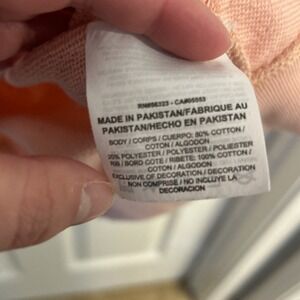 RN#56323 - CA#05553
MADE IN PAKISTAN/FABRIQUE AU
PAKISTAN/HECHO EN PAKISTAN
BODY / CORPS / CUERPO: 80% COTTON /
COTON / ALGODON
20% POLYESTER / POLYESTER / POLIESTER
RIB / BORD COTE / RIBETE: 100% COTTON /
COTON / ALGODON
EXCLUSIVE OF DECORATION / DECORATION
NON COMPRISE / NO INCLUYE LA
DECORACION